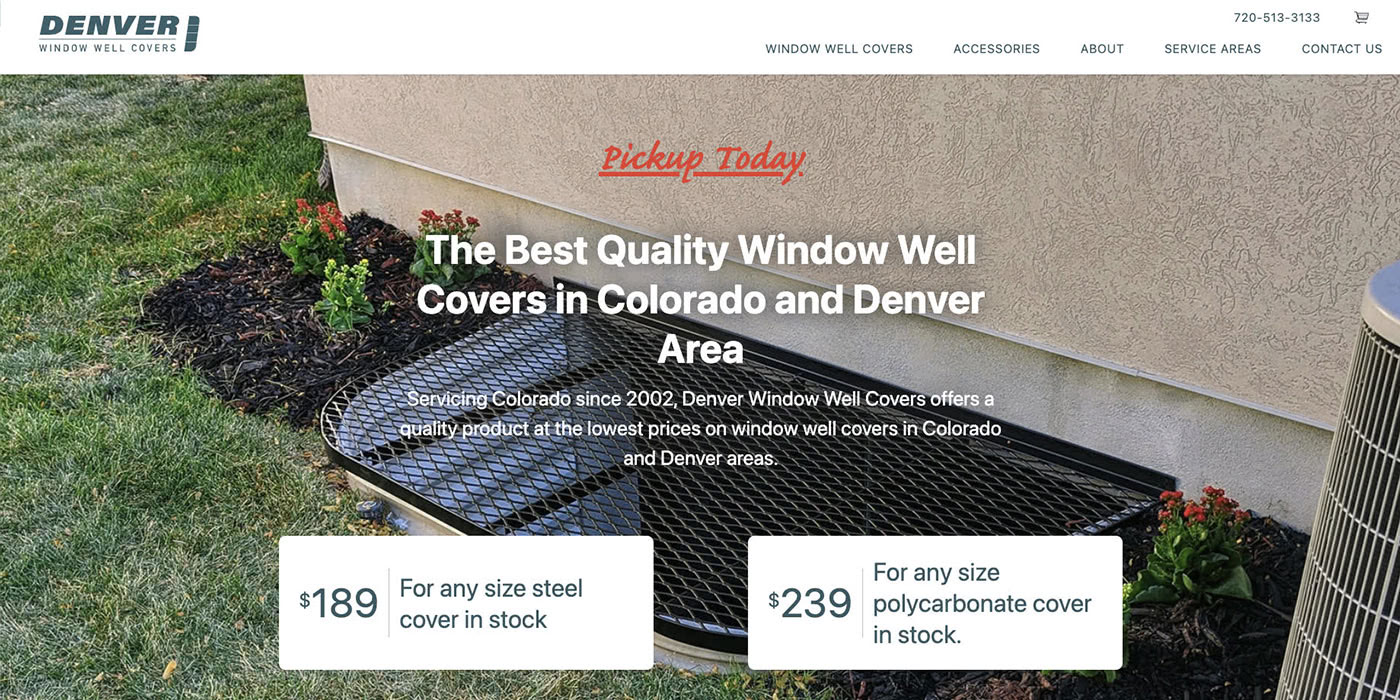 720-513-3133
DENVER
WINDOW WELL COVERS
WINDOW WELL COVERS ACCESSORIES ABOUT SERVICE AREAS CONTACT US
Pickup Today
The Best Quality Window Well
Covers in Colorado and Denver
Area
Servicing Colorado since 2002, Denver Window Well Covers offers a
quality product at the lowest prices on window well covers in Colorado
and Denver areas.
$189
For any size steel
cover in stock
$239
For any size
polycarbonate cover
in stock.